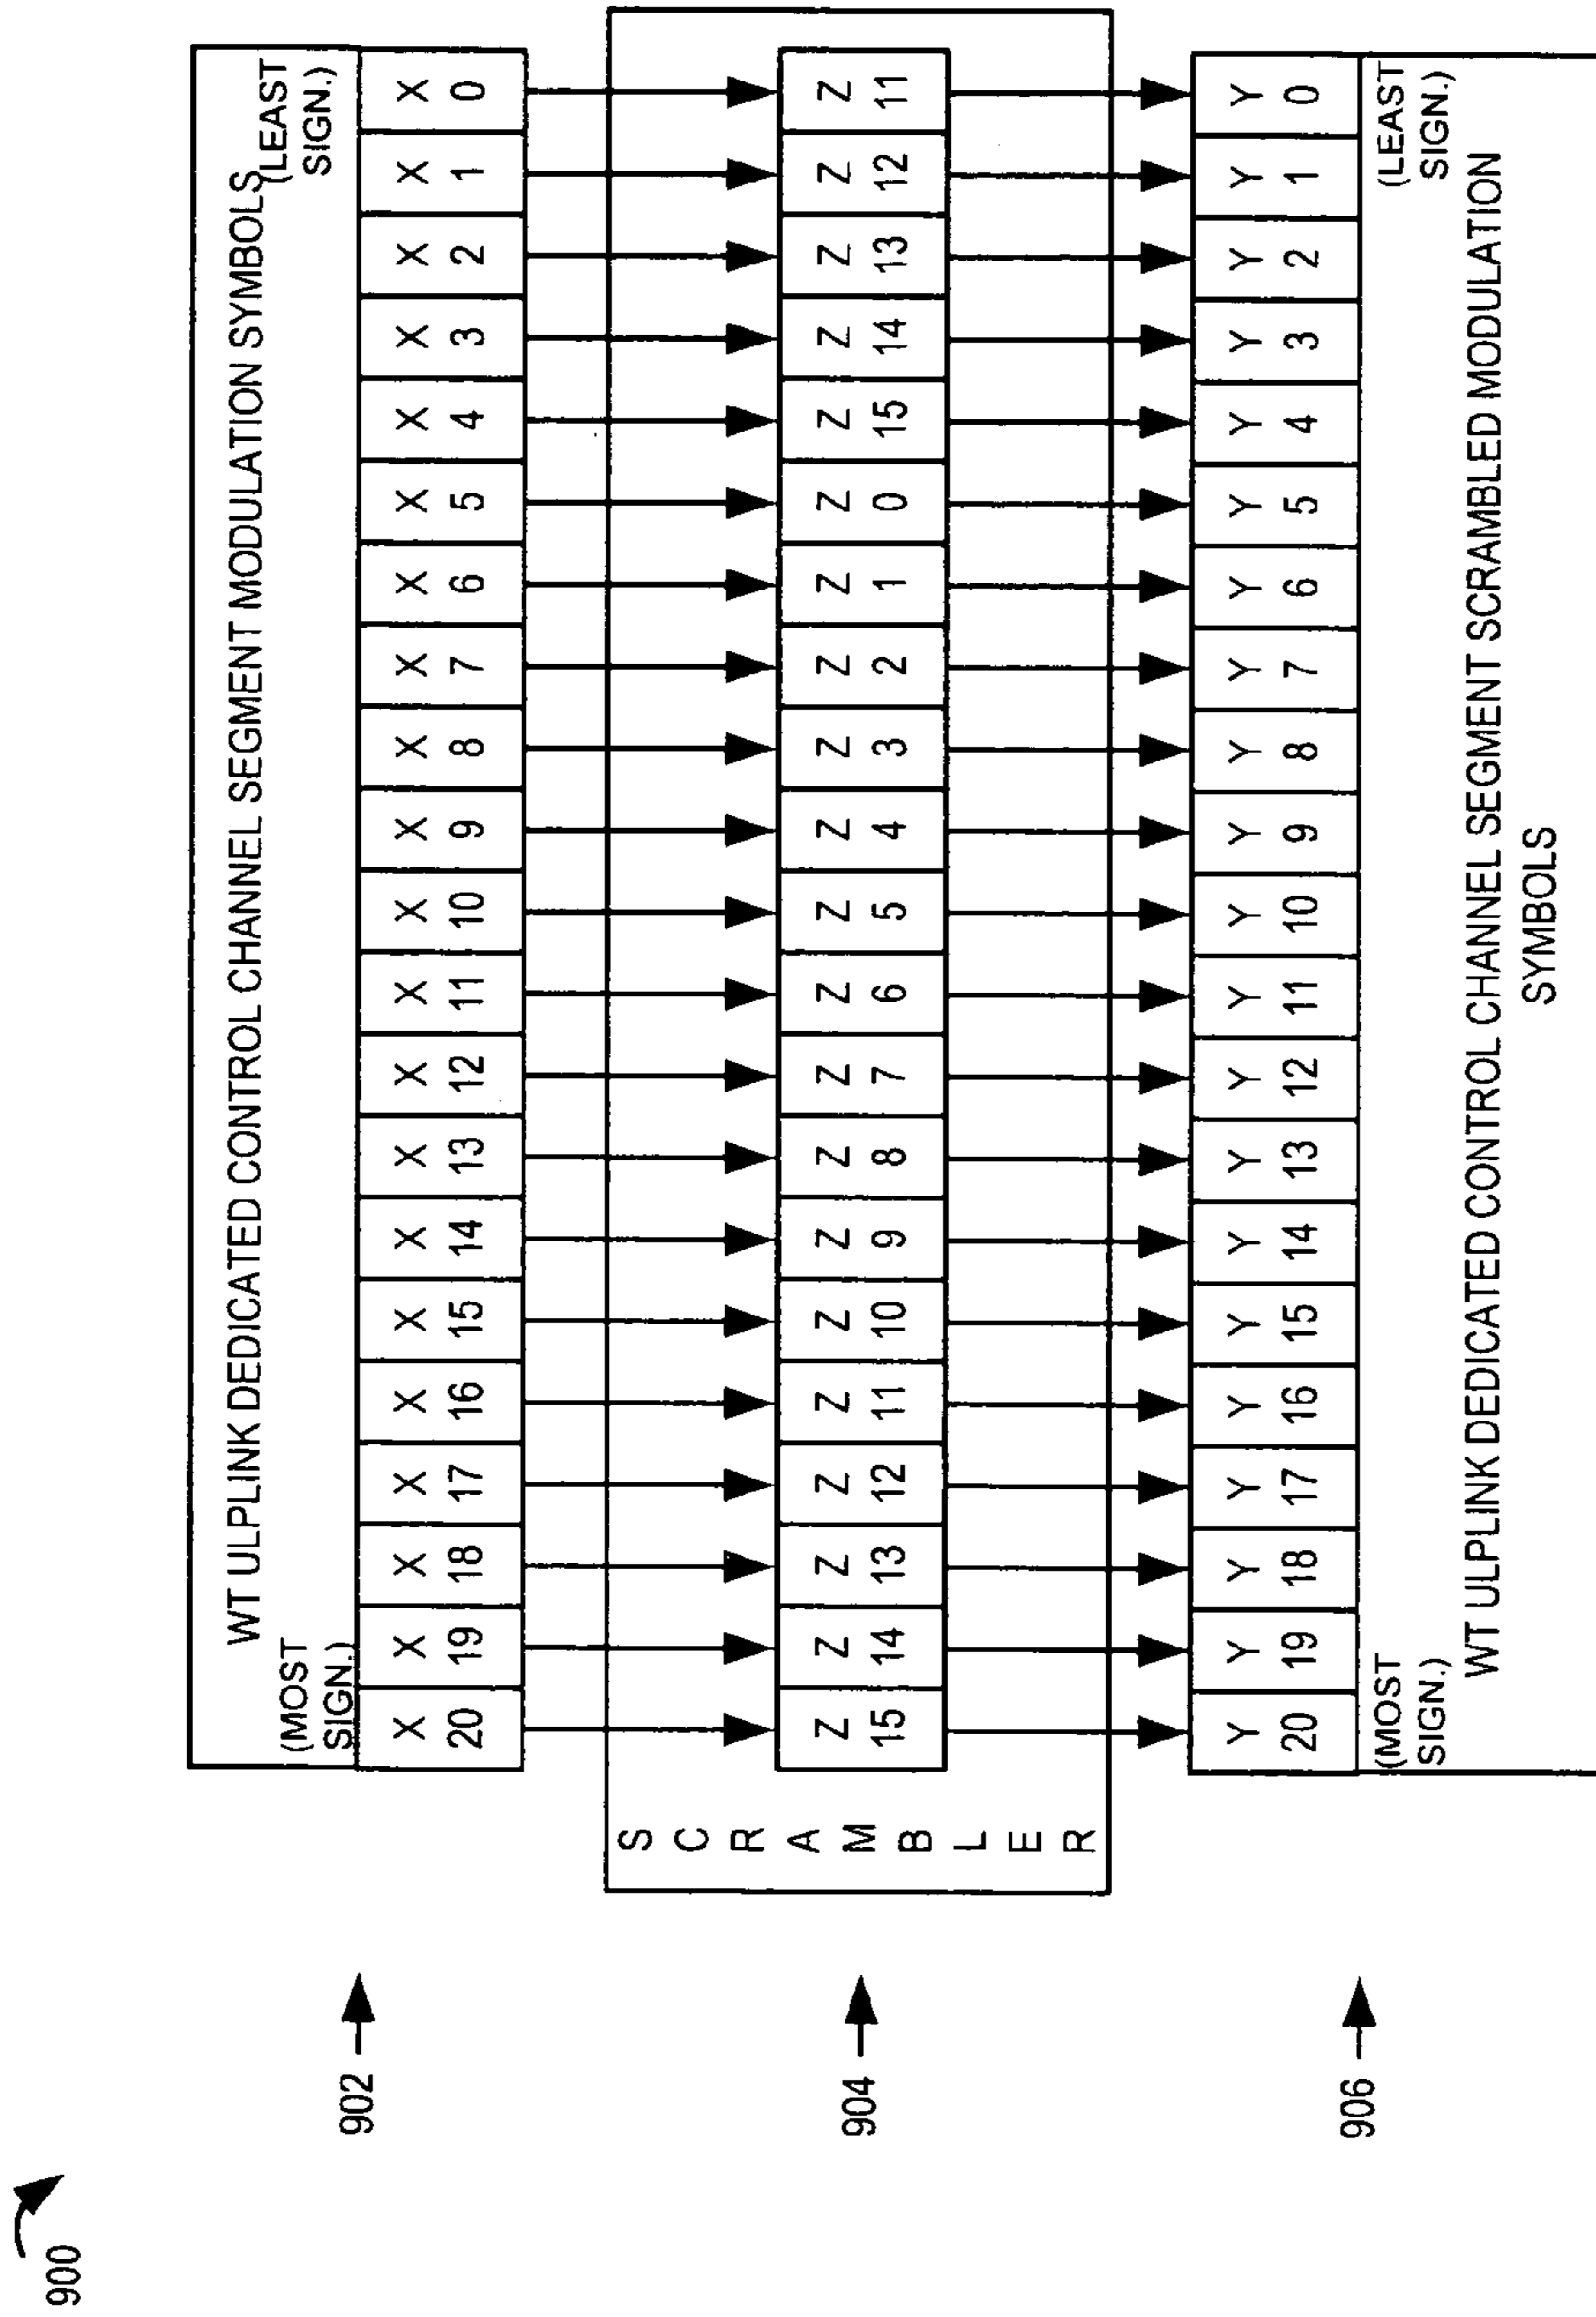 900
902
904
906
WT ULPLINK DEDICATED CONTROL CHANNEL SEGMENT MODULATION SYMBOLS
(MOST SIGN.)
(LEAST SIGN.)
X 20 X 19 X 18 X 17 X 16 X 15 X 14 X 13 X 12 X 11 X 10 X 9 X 8 X 7 X 6 X 5 X 4 X 3 X 2 X 1 X 0
SCRAMBLER
Z 15 Z 14 Z 13 Z 12 Z 11 Z 10 Z 9 Z 8 Z 7 Z 6 Z 5 Z 4 Z 3 Z 2 Z 1 Z 0 Z 15 Z 14 Z 13 Z 12 Z 11
Y 20 Y 19 Y 18 Y 17 Y 16 Y 15 Y 14 Y 13 Y 12 Y 11 Y 10 Y 9 Y 8 Y 7 Y 6 Y 5 Y 4 Y 3 Y 2 Y 1 Y 0
(MOST SIGN.)
(LEAST SIGN.)
WT ULPLINK DEDICATED CONTROL CHANNEL SEGMENT SCRAMBLED MODULATION
SYMBOLS